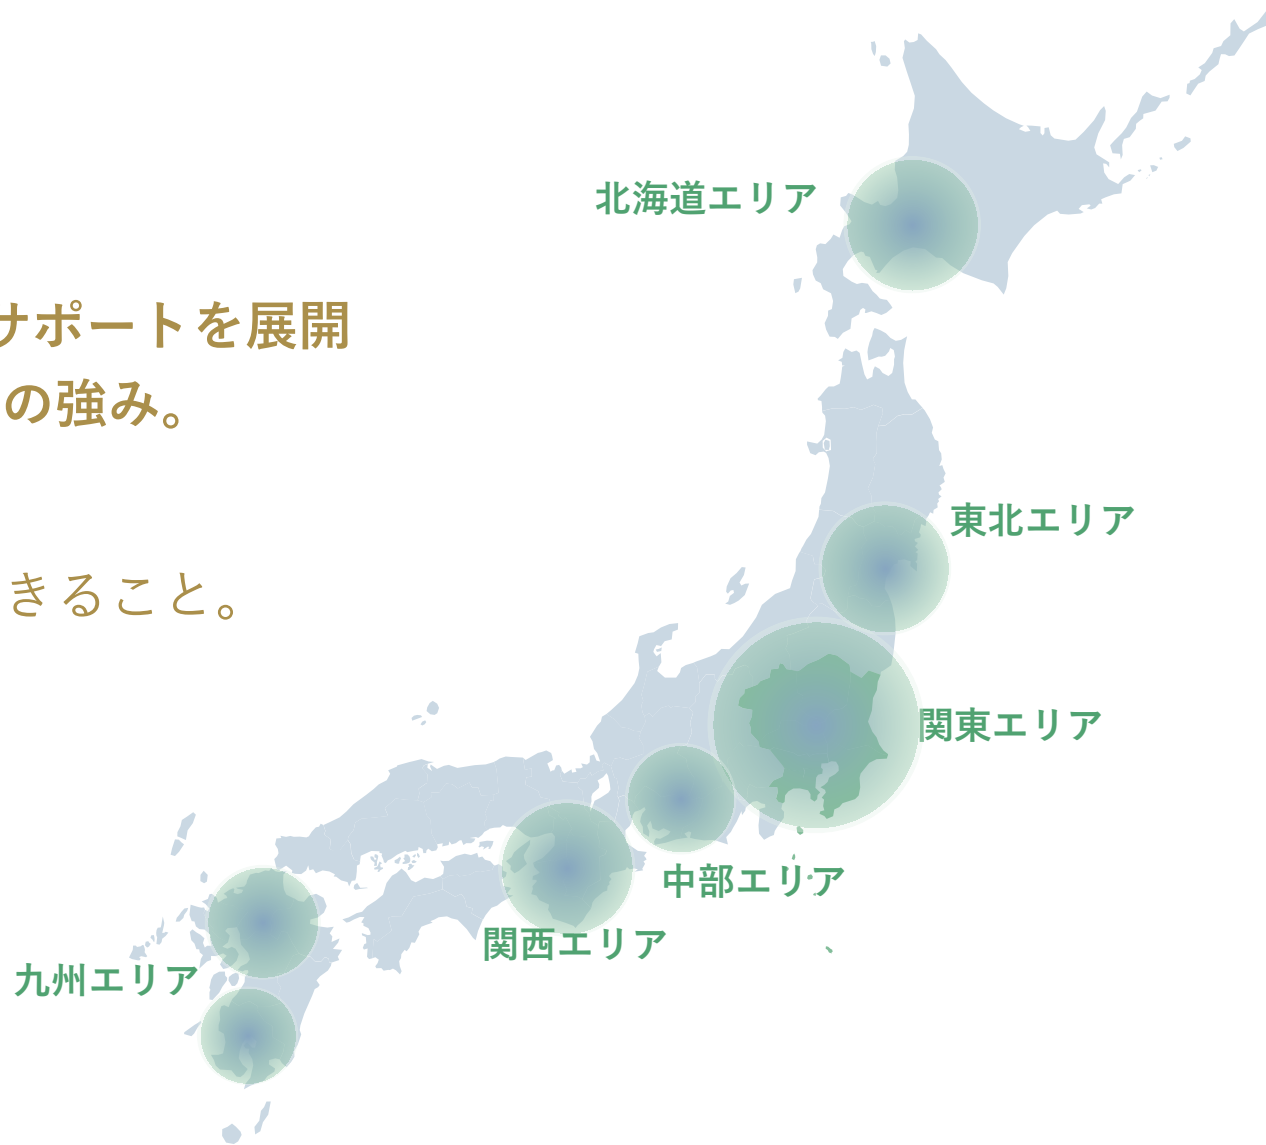 北海道エリア
サポートを展開
の強み。
東北エリア
きること。
関東エリア
中部エリア
関西エリア
九州エリア